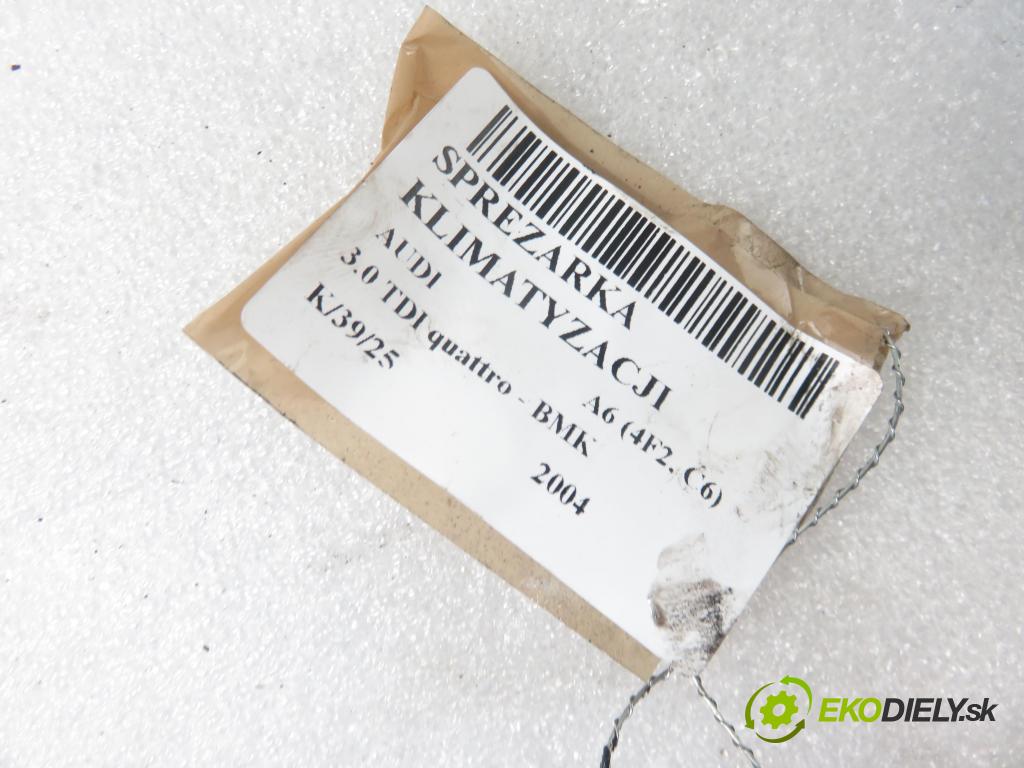 SPREZARKA
KLIMATYZACJI
AUDI A6 (4F2, C6)
3.0 TDI quattro - BMK
K/39/25 2004
EKODIELY.sk